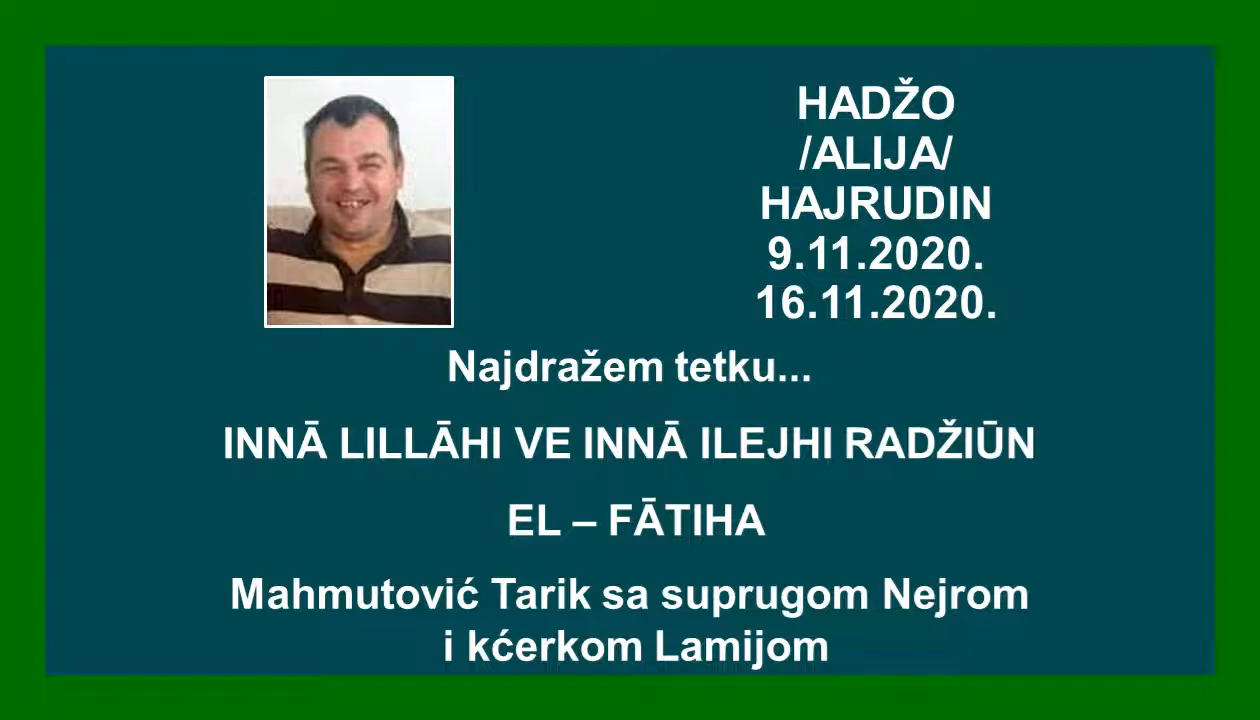 HADŽO
/ALIJA/
HAJRUDIN
9.11.2020.
16.11.2020.
Najdražem tetku...
INNĀ LILLĀHI VE INNĀ ILEJHI RADŽIŪN
EL – FĀTIHA
Mahmutović Tarik sa suprugom Nejrom
i kćerkom Lamijom